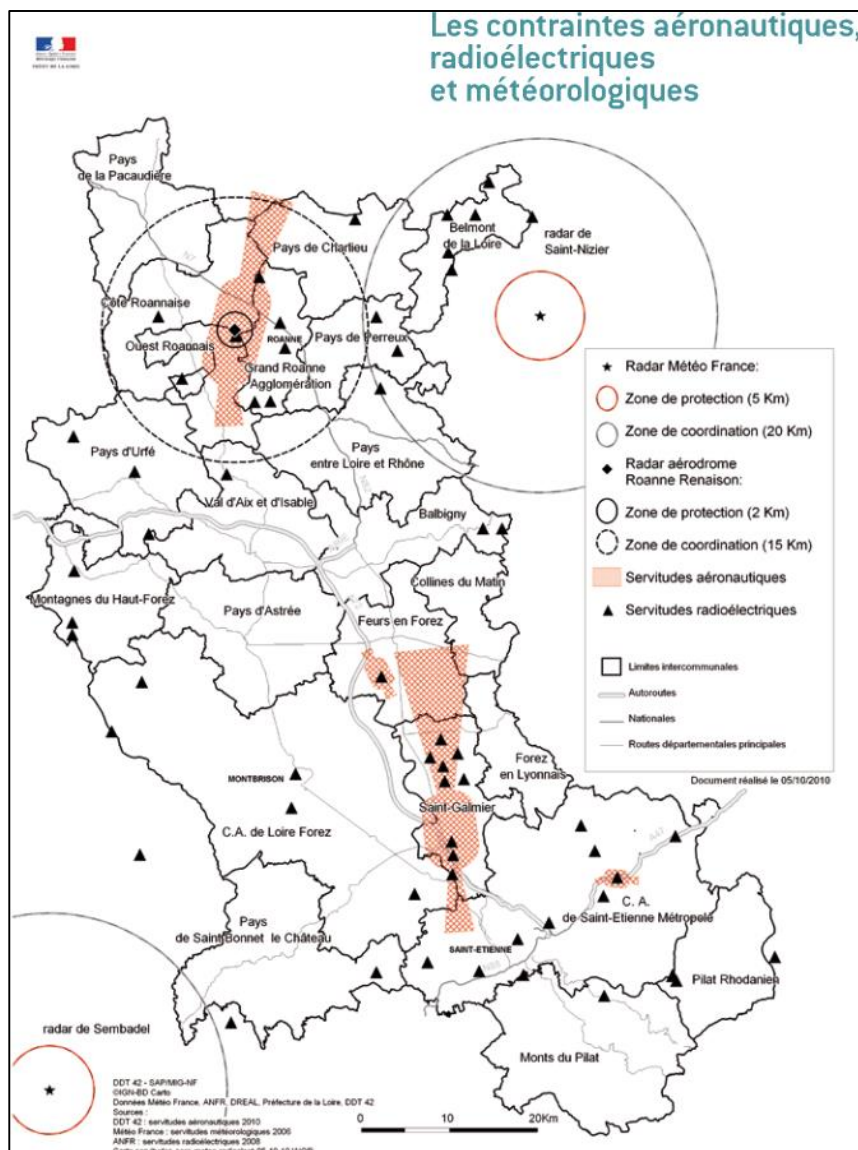 Les contraintes aéronautiques,
radioélectriques
et météorologiques
PREFET DE LA LOIRE
Pays
de la Pacaudière
N7
Pays de Charlieu
Belmont
de la Loire
radar de
Saint-Nizier
Côte Roannaise
Ouest Roannais
ROANNE
Pays de Perreux
Grand Roanne
Agglomération
Pays d'Urfé
Pays
entre Loire et Rhône
Val d'Aix et d'Isable
Balbigny
Collines du Matin
Montagnes du Haut-Forez
Pays d'Astrée
Feurs en Forez
MONTBRISON
Forez
en Lyonnais
Saint-Galmier
C.A. de Loire Forez
A47
C. A.
de Saint-Etienne Métropole
Pays
de Saint Bonnet le Château
SAINT-ETIENNE
N88
Pilat Rhodanien
Monts du Pilat
radar de Sembadel
Radar Météo France:
Zone de protection (5 Km)
Zone de coordination (20 Km)
Radar aérodrome
Roanne Renaison:
Zone de protection (2 Km)
Zone de coordination (15 Km)
Servitudes aéronautiques
Servitudes radioélectriques
Limites intercommunales
Autoroutes
Nationales
Routes départementales principales
Document réalisé le 05/10/2010
DDT 42 - SAP/MIG-NF
©IGN-BD Carto
Données Météo France, ANFR, DREAL, Préfecture de la Loire, DDT 42
Sources :
DDT 42 : servitudes aéronautiques 2010
Météo France : servitudes météorologiques 2006
ANFR : servitudes radioélectriques 2008
0 10 20Km